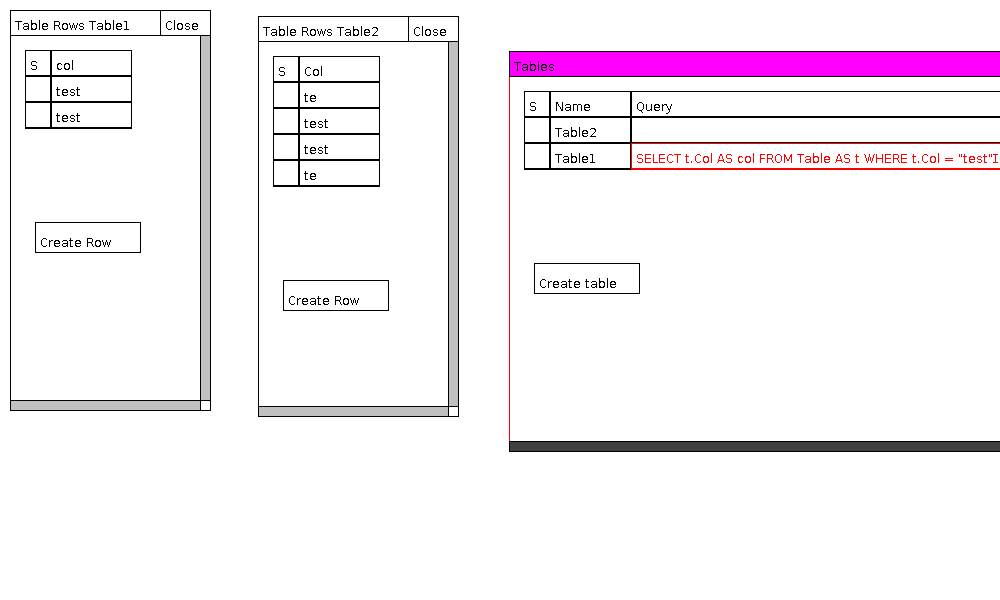 Table Rows Table1 Close
S col
test
test
Create Row
Table Rows Table2 Close
S Col
te
test
test
te
Create Row
Tables
S Name Query
Table2
Table1 SELECT t.Col AS col FROM Table AS t WHERE t.Col = "test"I
Create table